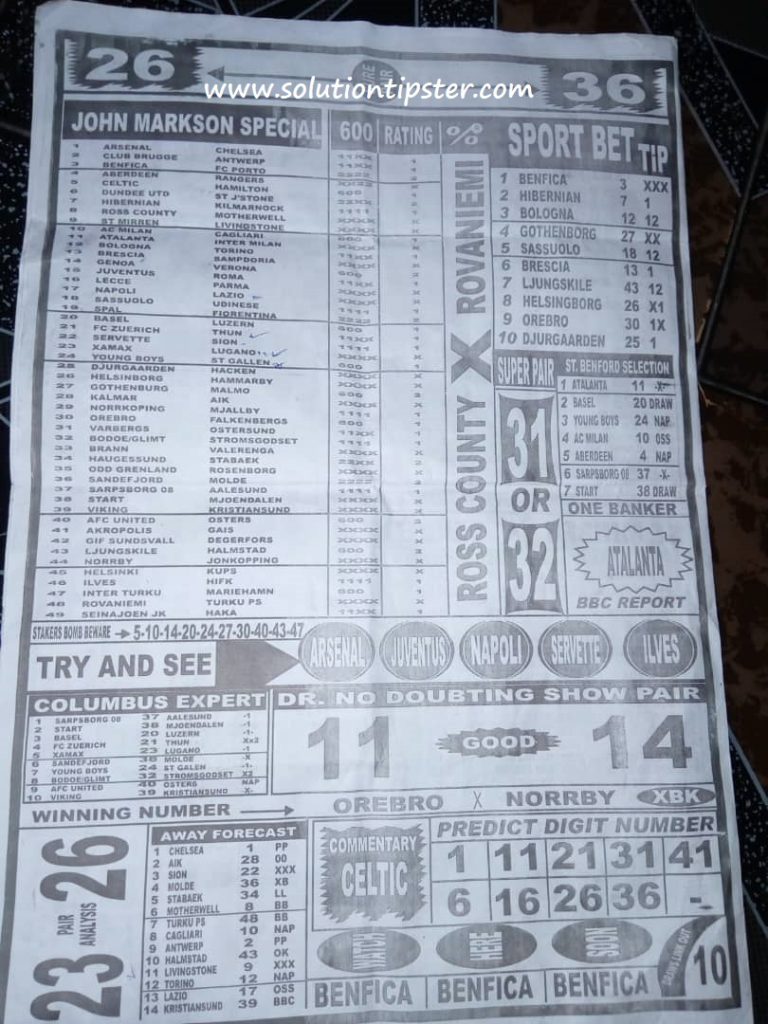 26
36
www.solutiontipster.com
JOHN MARKSON SPECIAL 600 RATING %
1 ARSENAL CHELSEA
2 CLUB BRUGGE ANTWERP
3 BENFICA FC PORTO
4 ABERDEEN RANGERS
5 CELTIC HAMILTON
6 DUNDEE UTD ST J'STONE
7 HIBERNIAN KILMARNOCK
8 ROSS COUNTY MOTHERWELL
9 ST MIRREN LIVINGSTONE
10 AC MILAN CAGLIARI
11 ATALANTA INTER MILAN
12 BOLOGNA TORINO
13 BRESCIA BAMPDORIA
14 GENOA VERONA
15 JUVENTUS ROMA
16 LECCE PARMA
17 NAPOLI LAZIO
18 SASSUOLO UDINESE
19 SPAL FIORENTINA
20 BASEL LUZERN
21 FC ZUERICH THUN
22 SERVETTE SION
23 XAMAX LUGANO
24 YOUNG BOYS ST GALLEN
25 DJURGAARDEN HACKEN
26 HELSINBORG HAMMARBY
27 GOTHENBURG MALMO
28 KALMAR AIK
29 NORRKOPING MJALLBY
30 OREBRO FALKENBERGS
31 VARBERGS OSTERSUND
32 BODOE/GLIMT STROMSGODSET
33 BRANN VALERENGA
34 HAUGESSUND STABAEK
35 ODD GRENLAND ROSENBORG
36 SANDEFJORD MOLDE
37 SARPSBORG 08 AALESUND
38 START MJOENDALEN
39 VIKING KRISTIANSUND
40 AFC UNITED OSTERS
41 AKROPOLIS GAIS
42 GIF SUNDSVALL DEGERFORS
43 LJUNGSKILE HALMSTAD
44 NORRBY JONKOPPING
45 HELSINKI KUPS
46 ILVES HIFK
47 INTER TURKU MARIEHAMN
48 ROVANIEMI TURKU PS
49 SEINAJOEN JK HAKA
ROSS COUNTY X ROVANIEMI
SPORT BET TIP
1 BENFICA 3 XXX
2 HIBERNIAN 7 1
3 BOLOGNA 12 12
4 GOTHENBORG 27 XX
5 SASSUOLO 18 12
6 BRESCIA 13 1
7 LJUNGSKILE 43 12
8 HELSINGBORG 26 X1
9 OREBRO 30 1X
10 DJURGAARDEN 25 1
SUPER PAIR
31
OR
32
ST. BENFORD SELECTION
1 ATALANTA 11 -X-
2 BASEL 20 DRAW
3 YOUNG BOYS 24 NAP
4 AC MILAN 10 OSS
5 ABERDEEN 4 NAP
6 SARPSBORG 08 37 -X-
7 START 38 DRAW
ONE BANKER
ATALANTA
BBC REPORT
STAKERS BOMB BEWARE 5-10-14-20-24-27-30-40-43-47
TRY AND SEE ARSENAL JUVENTUS NAPOLI SERVETTE ILVES
COLUMBUS EXPERT
1 SARPSBORG 08 37 AALESUND -1
2 START 38 MJOENDALEN -1
3 BASEL 20 LUZERN -1-
4 FC ZUERICH 21 THUN Xx2
5 XAMAX 23 LUGANO -1
6 SANDEFJORD 36 MOLDE -X
7 YOUNG BOYS 24 ST GALEN -1-
8 BODOE/GLIMT 32 STROMSGODSET X2
9 AFC UNITED 40 OSTERS NAP
10 VIKING 39 KRISTIANSUND -X-
DR. NO DOUBTING SHOW PAIR
11 GOOD 14
WINNING NUMBER OREBRO X NORRBY XBK
23 PAIR ANALYSIS 26
AWAY FORECAST
1 CHELSEA 1 PP
2 AIK 28 OO
3 SION 22 XXX
4 MOLDE 36 XB
5 STABAEK 34 LL
6 MOTHERWELL 8 BB
7 TURKU PS 48 BB
8 CAGLIARI 10 NAP
9 ANTWERP 2 PP
10 HALMSTAD 43 OK
11 LIVINGSTONE 9 XXX
12 TORINO 12 NAP
13 LAZIO 17 OSS
14 KRISTIANSUND 39 BBC
COMMENTARY
CELTIC
PREDICT DIGIT NUMBER
1 11 21 31 41
6 16 26 36 -
WATCH HERE SOON
BENFICA BENFICA BENFICA
10